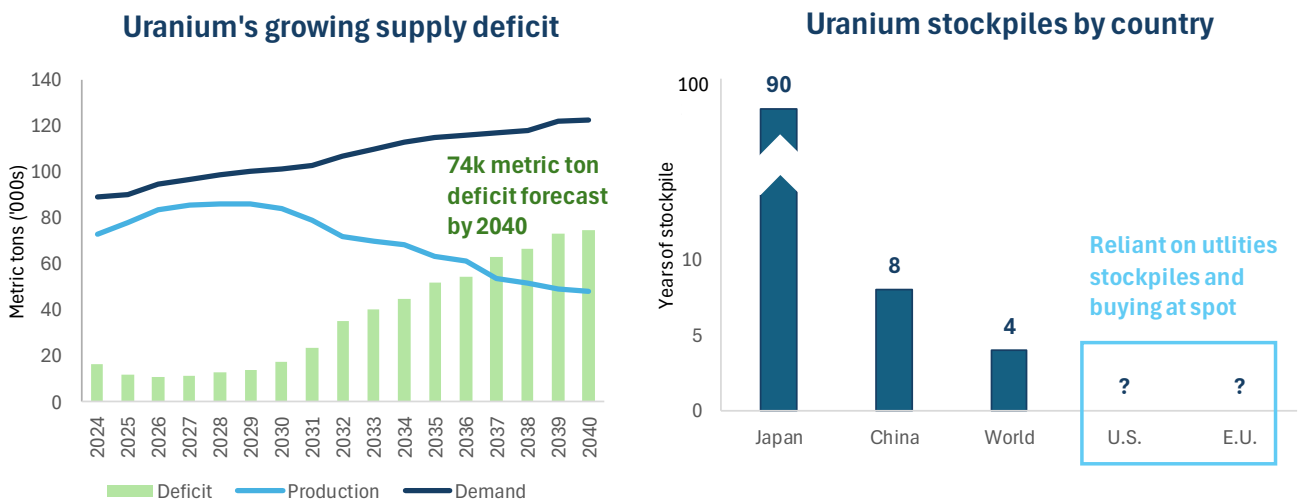 Uranium's growing supply deficit
Metric tons ('000s)
140
120
100
80
60
40
20
0
74k metric ton
deficit forecast
by 2040
2024
2025
2026
2027
2028
2029
2030
2031
2032
2033
2034
2035
2036
2037
2038
2039
2040
Deficit
Production
Demand
Uranium stockpiles by country
Years of stockpile
100
10
5
0
90
8
4
Reliant on utlities
stockpiles and
buying at spot
?
?
Japan
China
World
U.S.
E.U.